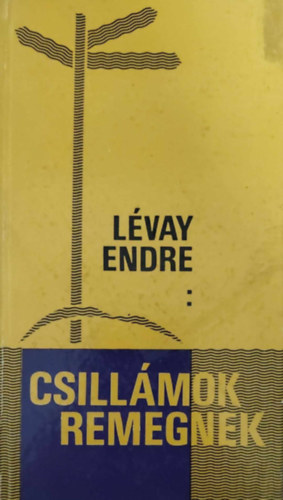 LÉVAY
ENDRE
:
CSILLÁMOK
REMEGNEK